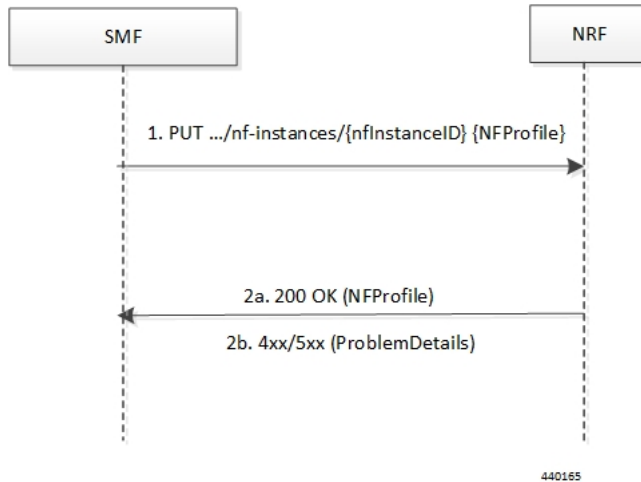 SMF
NRF
1. PUT .../nf-instances/{nfInstanceID} {NFProfile}
2a. 200 OK (NFProfile)
2b. 4xx/5xx (ProblemDetails)
440165